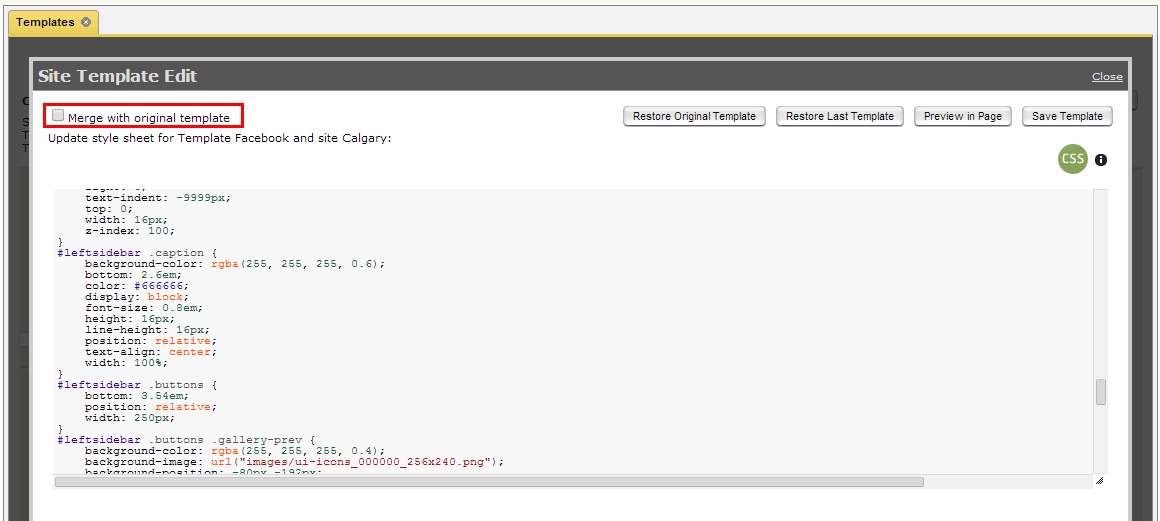 Templates
Site Template Edit
Close
Merge with original template
Restore Original Template
Restore Last Template
Preview in Page
Save Template
Update style sheet for Template Facebook and site Calgary:
CSS
text-indent: -9999px;
top: 0;
width: 16px;
z-index: 100;
}
#leftsidebar .caption {
background-color: rgba(255, 255, 255, 0.6);
bottom: 2.6em;
color: #666666;
display: block;
font-size: 0.8em;
height: 16px;
line-height: 16px;
position: relative;
text-align: center;
width: 100%;
}
#leftsidebar .buttons {
bottom: 3.54em;
position: relative;
width: 250px;
}
#leftsidebar .buttons .gallery-prev {
background-color: rgba(255, 255, 255, 0.4);
background-image: url("images/ui-icons_000000_256x240.png");
background-position: -80px -192px;